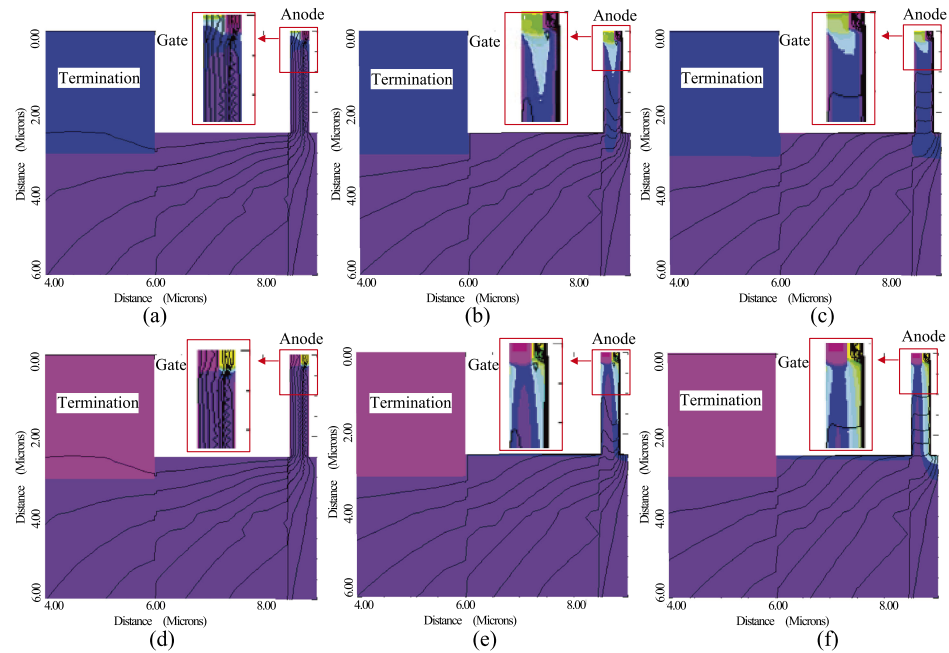 Gate
Anode
Termination
0.00
2.00
4.00
6.00
Distance (Microns)
4.00
6.00
8.00
Distance (Microns)
(a)
Gate
Anode
Termination
0.00
2.00
4.00
6.00
Distance (Microns)
4.00
6.00
8.00
Distance (Microns)
(b)
Gate
Anode
Termination
0.00
2.00
4.00
6.00
Distance (Microns)
4.00
6.00
8.00
Distance (Microns)
(c)
Gate
Anode
Termination
0.00
2.00
4.00
6.00
Distance (Microns)
4.00
6.00
8.00
Distance (Microns)
(d)
Gate
Anode
Termination
0.00
2.00
4.00
6.00
Distance (Microns)
4.00
6.00
8.00
Distance (Microns)
(e)
Gate
Anode
Termination
0.00
2.00
4.00
6.00
Distance (Microns)
4.00
6.00
8.00
Distance (Microns)
(f)